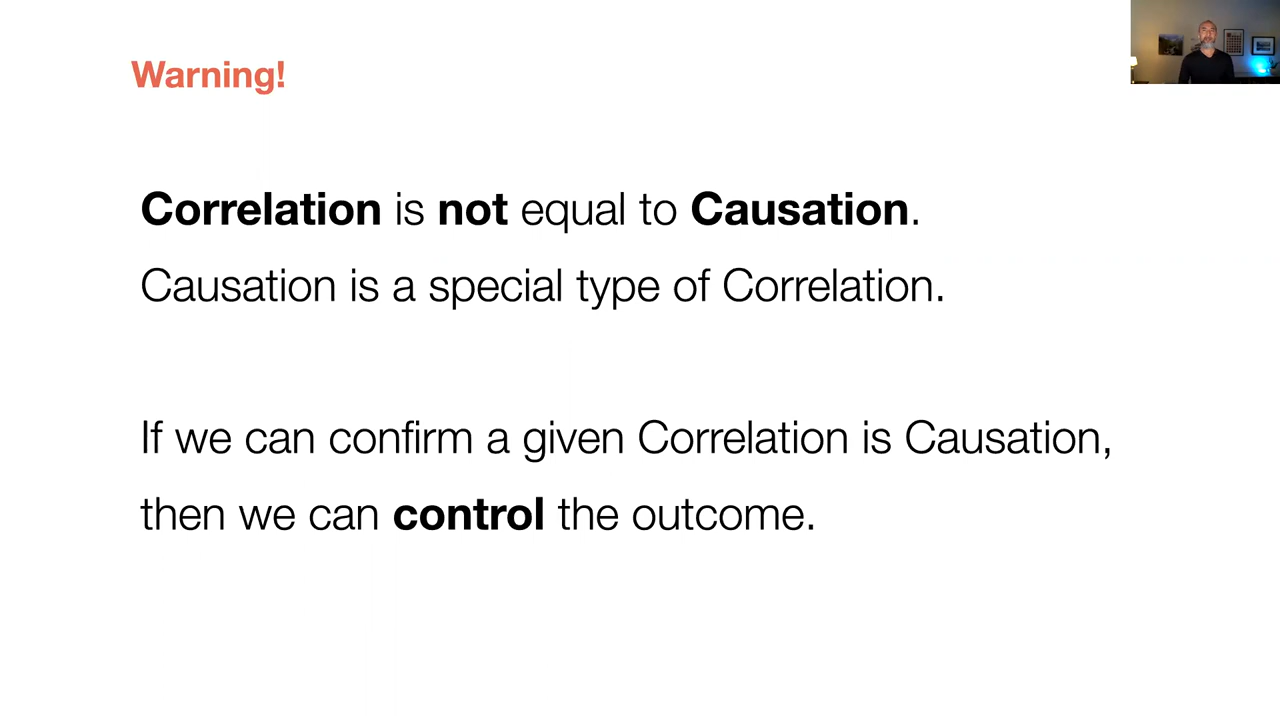 Warning!
Correlation is not equal to Causation.
Causation is a special type of Correlation.
If we can confirm a given Correlation is Causation,
then we can control the outcome.